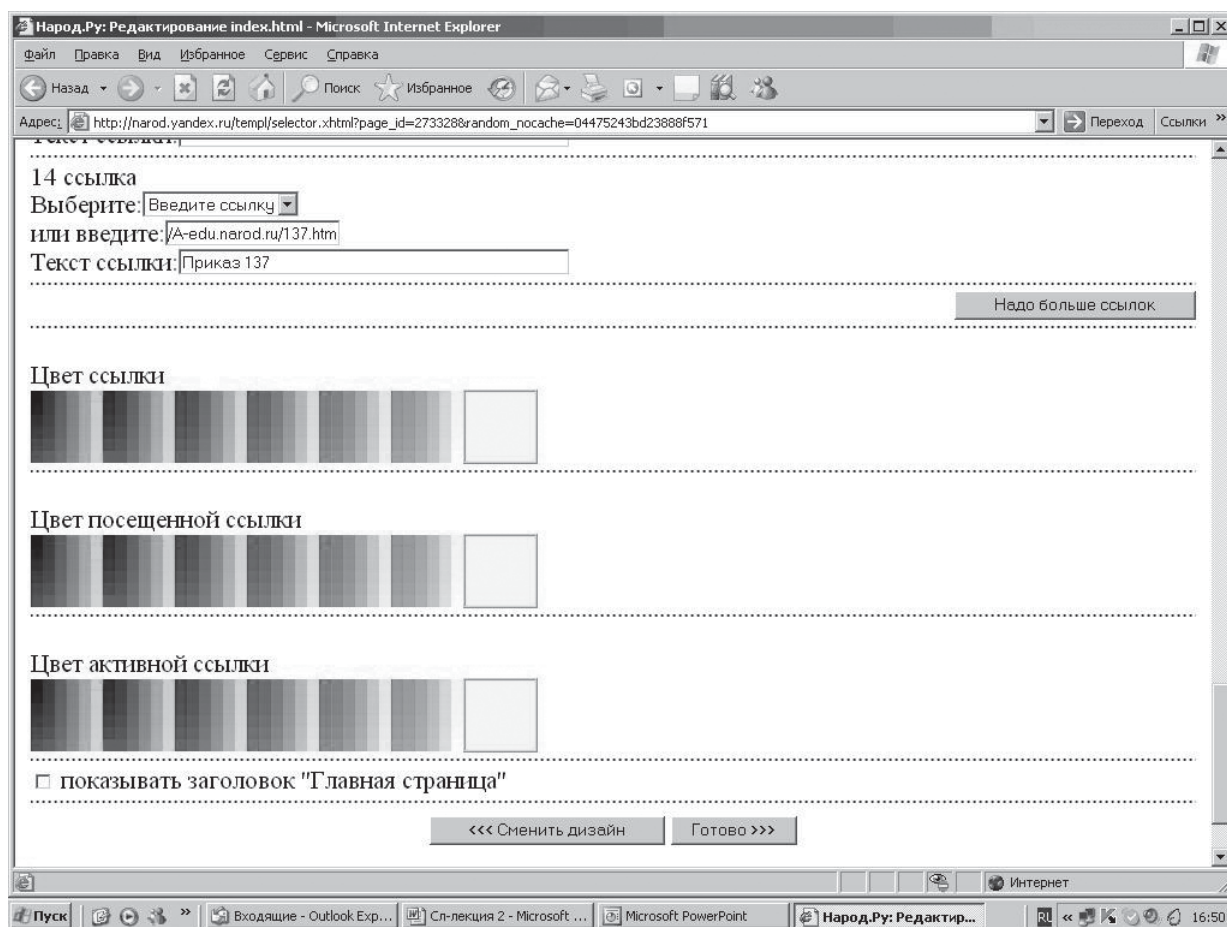 Народ.Ру: Редактирование index.html - Microsoft Internet Explorer
Файл Правка Вид Избранное Сервис Справка
Назад Поиск Избранное
Адрес: http://narod.yandex.ru/templ/selector.xhtml?page_id=273328&random_nocache=04475243bd23888f571 Переход Ссылки »
Текст ссылки:
14 ссылка
Выберите: Введите ссылку
или введите: /A-edu.narod.ru/137.htm
Текст ссылки: Приказ 137
Надо больше ссылок
Цвет ссылки
Цвет посещенной ссылки
Цвет активной ссылки
показывать заголовок "Главная страница"
<<< Сменить дизайн Готово >>>
Интернет
Пуск » Входящие - Outlook Exp... Сл-лекция 2 - Microsoft ... Microsoft PowerPoint Народ.Ру: Редактир... RU « 16:50